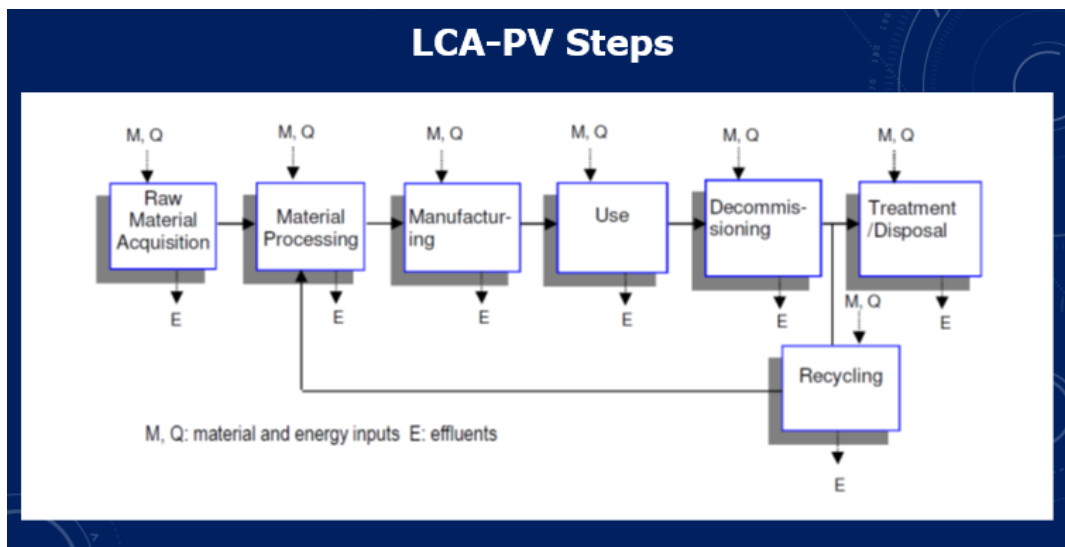 LCA-PV Steps
M, Q
M, Q
M, Q
M, Q
M, Q
M, Q
Raw
Material
Acquisition
Material
Processing
Manufactur-
ing
Use
Decommis-
sioning
Treatment
/Disposal
E
E
E
E
E
E
M, Q
Recycling
E
M, Q: material and energy inputs E: effluents